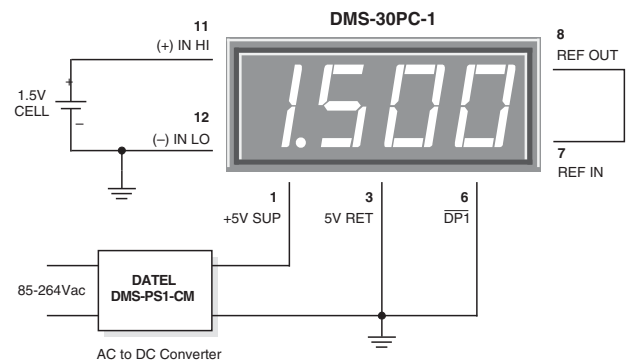 DMS-30PC-1
11
(+) IN HI
8
REF OUT
+
1.5V
CELL
–
12
(–) IN LO
1.500
7
REF IN
1
+5V SUP
3
5V RET
6
DP1
85-264Vac
DATEL
DMS-PS1-CM
AC to DC Converter